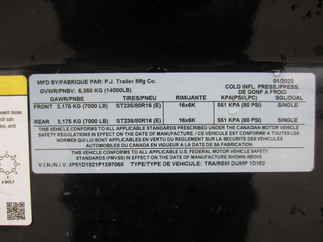 MFD BY/FABRIQUE PAR: P.J. Trailer Mfg Co. 04/2023
GVWR/PNBV: 6,350 KG (14000LB) COLD INFL. PRESS./PRESS. DE GONF A FROID
GAWR/PNBE TIRES/PNEU RIM/JANTE KPA(PSI/LPC) SGL/DUAL
FRONT 3,175 KG (7000 LB) ST235/80R16 (E) 16x6K 551 KPA (80 PSI) SINGLE
REAR 3,175 KG (7000 LB) ST235/80R16 (E) 16x6K 551 KPA (80 PSI) SINGLE
THIS VEHICLE CONFORMS TO ALL APPLICABLE STANDARDS PRESCRIBED UNDER THE CANADIAN MOTOR VEHICLE
SAFETY REGULATIONS IN EFFECT ON THE DATE OF MANUFACTURE / CE VEHICULE EST CONFORME A TOUTES LES
NORMES QUI LUI SONT APPLICABLES EN VERTU DU REGLEMENT SUR LA SECURITE DES VEHICULES
AUTOMOBILES DU CANADA EN VIGUEUR A LA DATE DE SA FABRICATION
THIS VEHICLE CONFORMS TO ALL APPLICABLE U.S. FEDERAL MOTOR VEHICLE SAFETY
STANDARDS (FMVSS) IN EFFECT ON THE DATE OF MANUFACTURE SHOWN ABOVE
TYPE/TYPE DE VEHICULE: TRA/REM DUMP